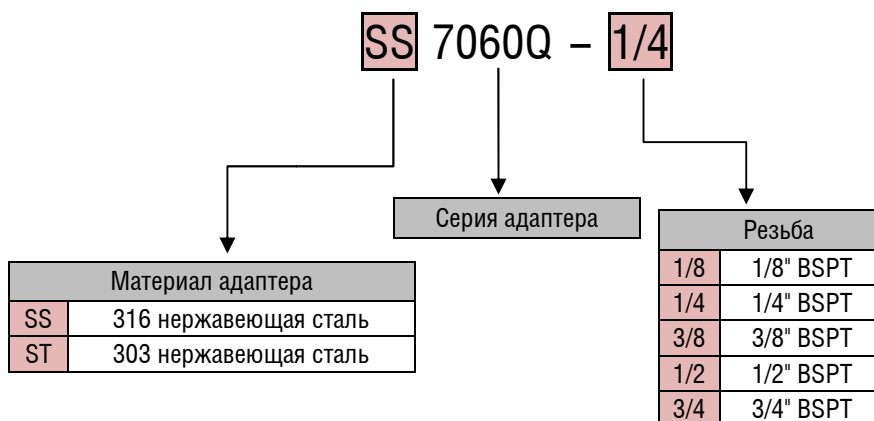 SS 7060Q – 1/4
Серия адаптера
Материал адаптера
SS 316 нержавеющая сталь
ST 303 нержавеющая сталь
Резьба
1/8 1/8" BSPT
1/4 1/4" BSPT
3/8 3/8" BSPT
1/2 1/2" BSPT
3/4 3/4" BSPT